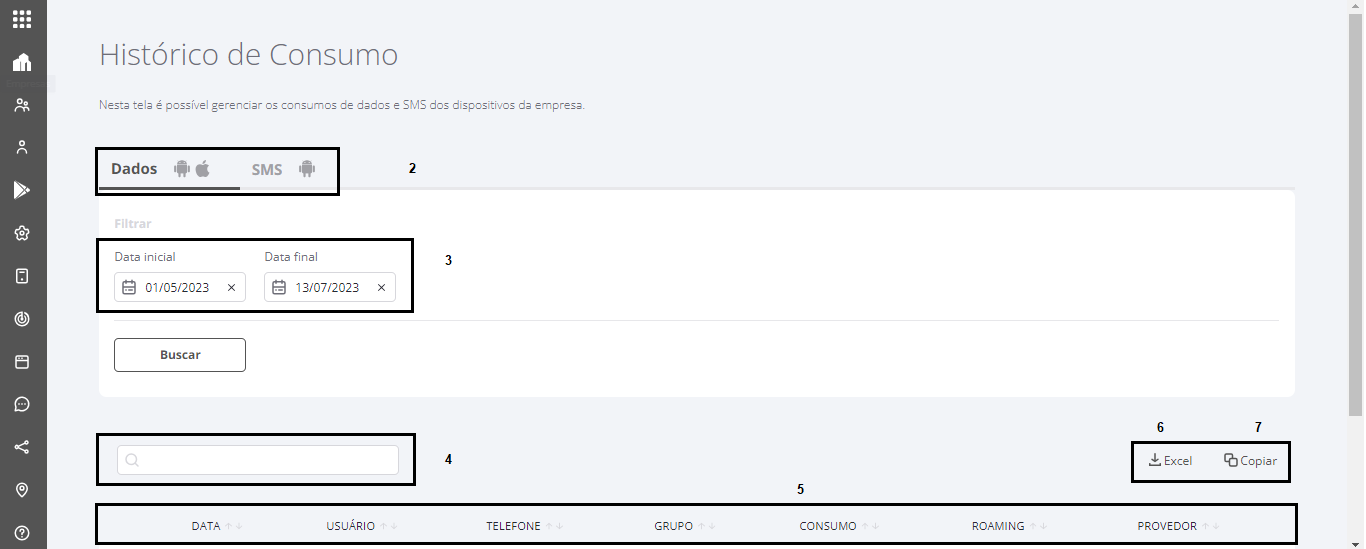 Histórico de Consumo
Nesta tela é possível gerenciar os consumos de dados e SMS dos dispositivos da empresa.
Dados SMS 2
Filtrar
Data inicial Data final 3
01/05/2023 13/07/2023
Buscar
6 7
4
Excel Copiar
5
DATA USUÁRIO TELEFONE GRUPO CONSUMO ROAMING PROVEDOR